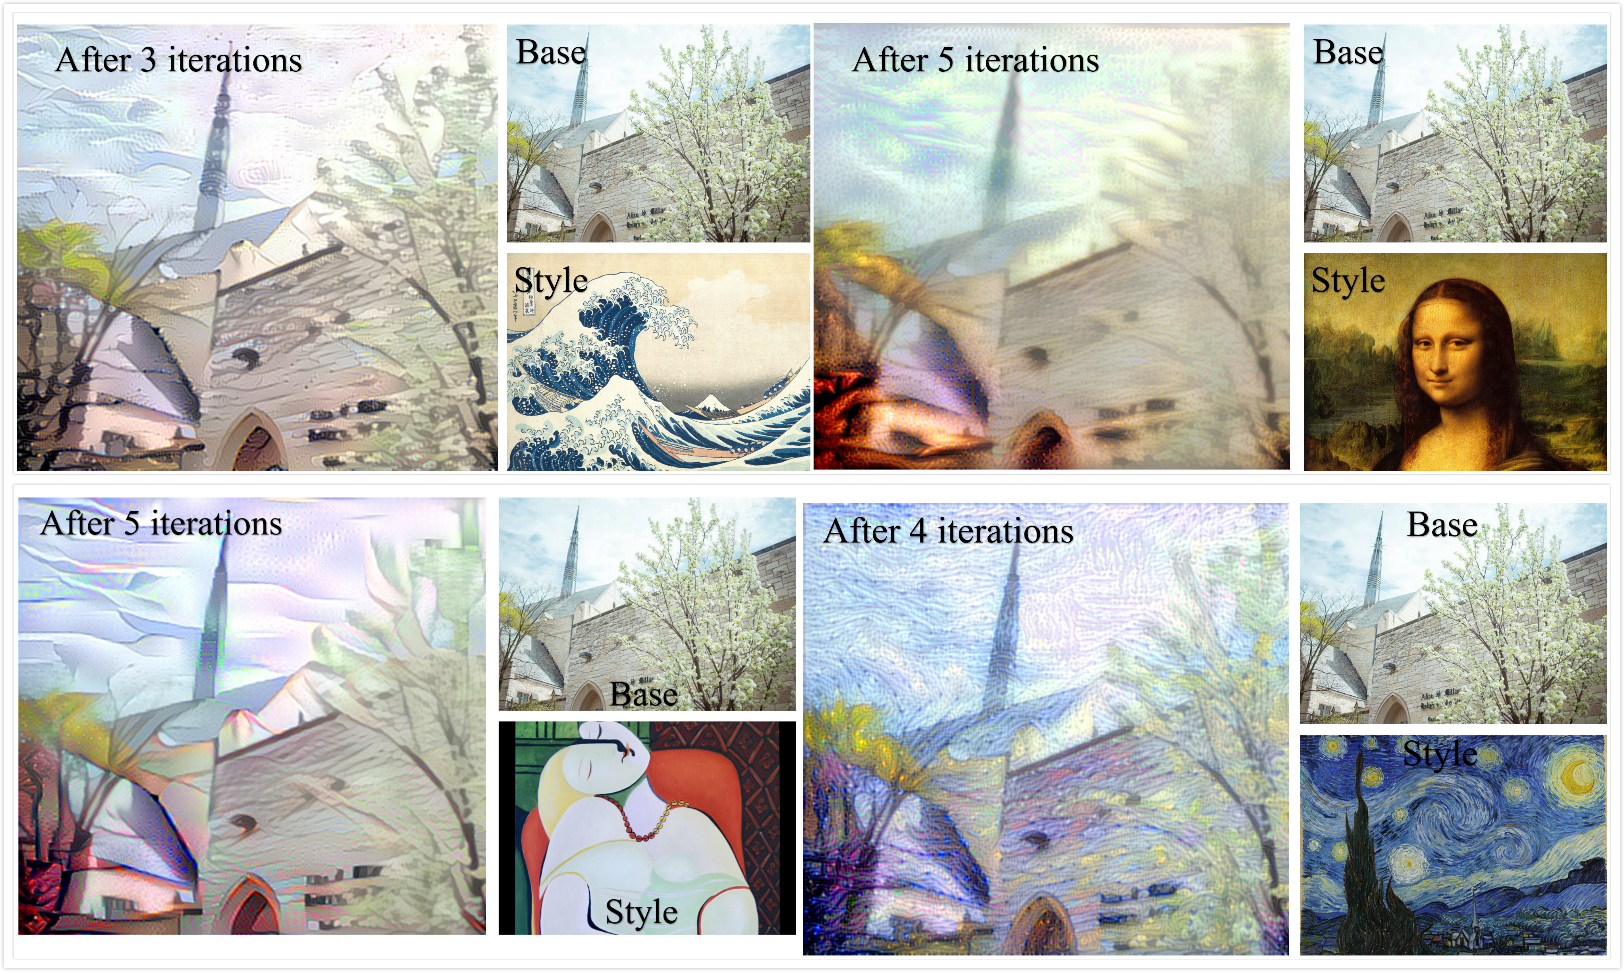 After 3 iterations
Base
Style
After 5 iterations
Base
Style
After 5 iterations
Base
Style
After 4 iterations
Base
Style